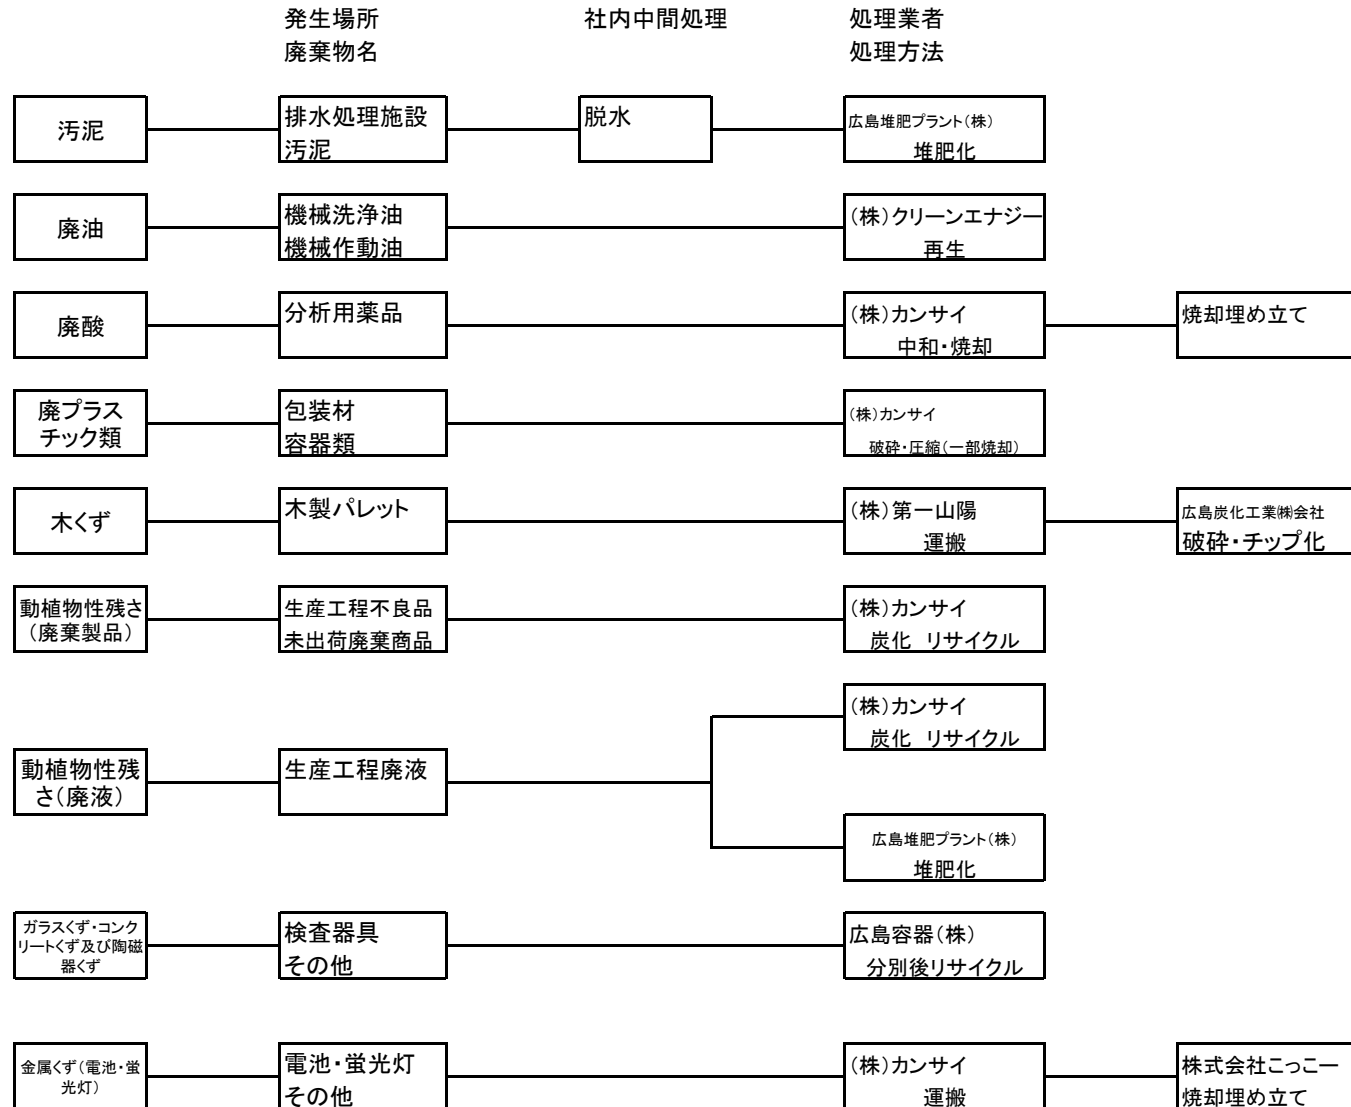 発生場所
廃棄物名
社内中間処理
処理業者
処理方法
汚泥
排水処理施設
汚泥
脱水
広島堆肥プラント(株)
堆肥化
廃油
機械洗浄油
機械作動油
(株)クリーンエナジー
再生
廃酸
分析用薬品
(株)カンサイ
中和・焼却
焼却埋め立て
廃プラス
チック類
包装材
容器類
(株)カンサイ
破砕・圧縮(一部焼却)
木くず
木製パレット
(株)第一山陽
運搬
広島炭化工業㈱会社
破砕・チップ化
動植物性残さ
(廃棄製品)
生産工程不良品
未出荷廃棄商品
(株)カンサイ
炭化 リサイクル
動植物性残
さ(廃液)
生産工程廃液
(株)カンサイ
炭化 リサイクル
広島堆肥プラント(株)
堆肥化
ガラスくず・コンク
リートくず及び陶磁
器くず
検査器具
その他
広島容器(株)
分別後リサイクル
金属くず(電池・蛍
光灯)
電池・蛍光灯
その他
(株)カンサイ
運搬
株式会社こっこー
焼却埋め立て